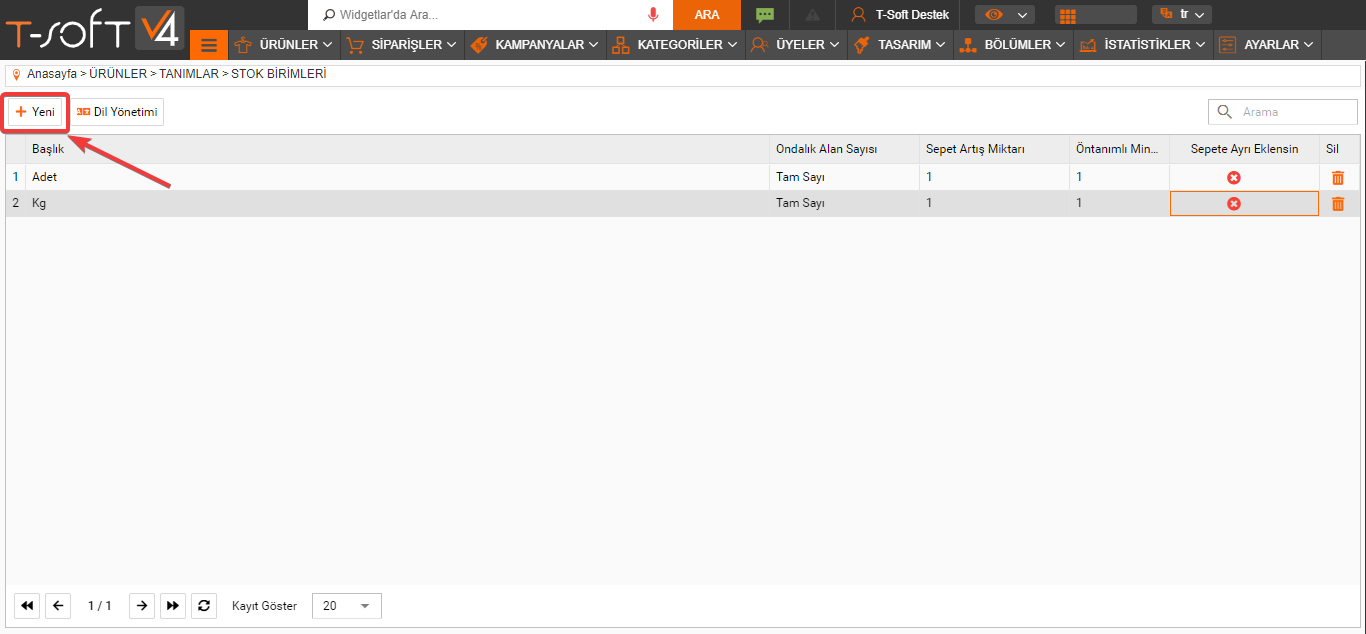 T-SOFT V4
Widgetlar'da Ara... ARA T-Soft Destek tr
ÜRÜNLER SİPARİŞLER KAMPANYALAR KATEGORİLER ÜYELER TASARIM BÖLÜMLER İSTATİSTİKLER AYARLAR
Anasayfa > ÜRÜNLER > TANIMLAR > STOK BİRİMLERİ
+ Yeni Dil Yönetimi Arama
Başlık Ondalık Alan Sayısı Sepet Artış Miktarı Öntanımlı Min... Sepete Ayrı Eklensin Sil
1 Adet Tam Sayı 1 1
2 Kg Tam Sayı 1 1
1 / 1 Kayıt Göster 20